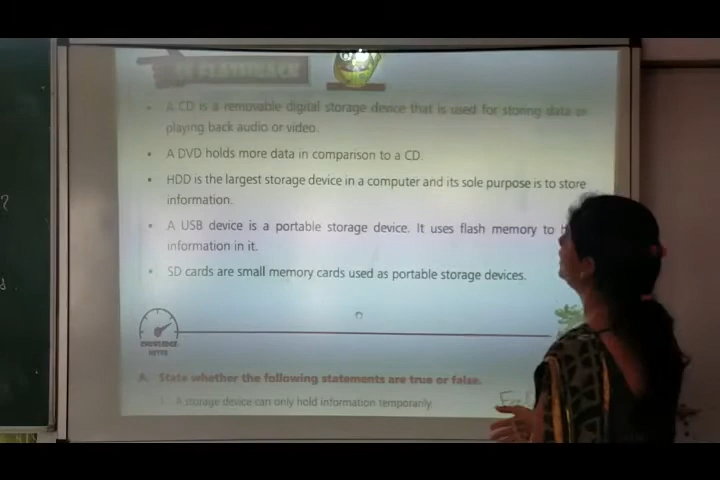 A CD is a removable digital storage device that is used for storing data or
playing back audio or video.
A DVD holds more data in comparison to a CD.
HDD is the largest storage device in a computer and its sole purpose is to store
information.
A USB device is a portable storage device. It uses flash memory to
information in it.
SD cards are small memory cards used as portable storage devices.
KNOWLEDGE
METER
A. State whether the following statements are true or false.
1. A storage device can only hold information temporarily